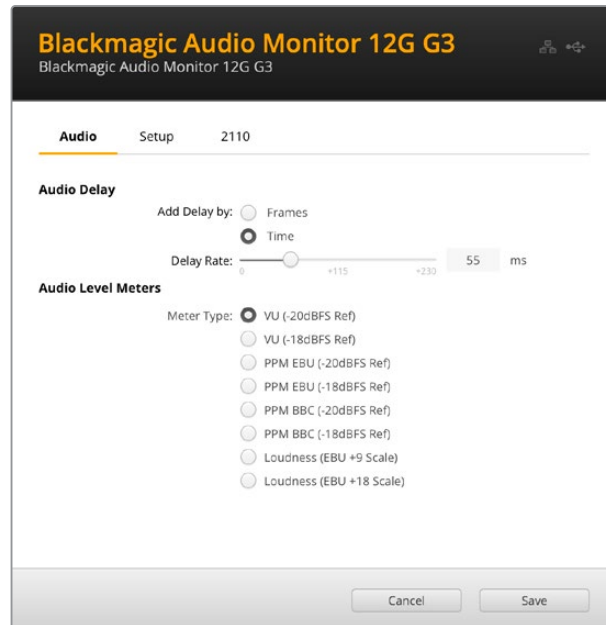 Blackmagic Audio Monitor 12G G3
Blackmagic Audio Monitor 12G G3
Audio Setup 2110
Audio Delay
Add Delay by: Frames
Time
Delay Rate: 55 ms
0 +115 +230
Audio Level Meters
Meter Type: VU (-20dBFS Ref)
VU (-18dBFS Ref)
PPM EBU (-20dBFS Ref)
PPM EBU (-18dBFS Ref)
PPM BBC (-20dBFS Ref)
PPM BBC (-18dBFS Ref)
Loudness (EBU +9 Scale)
Loudness (EBU +18 Scale)
Cancel Save